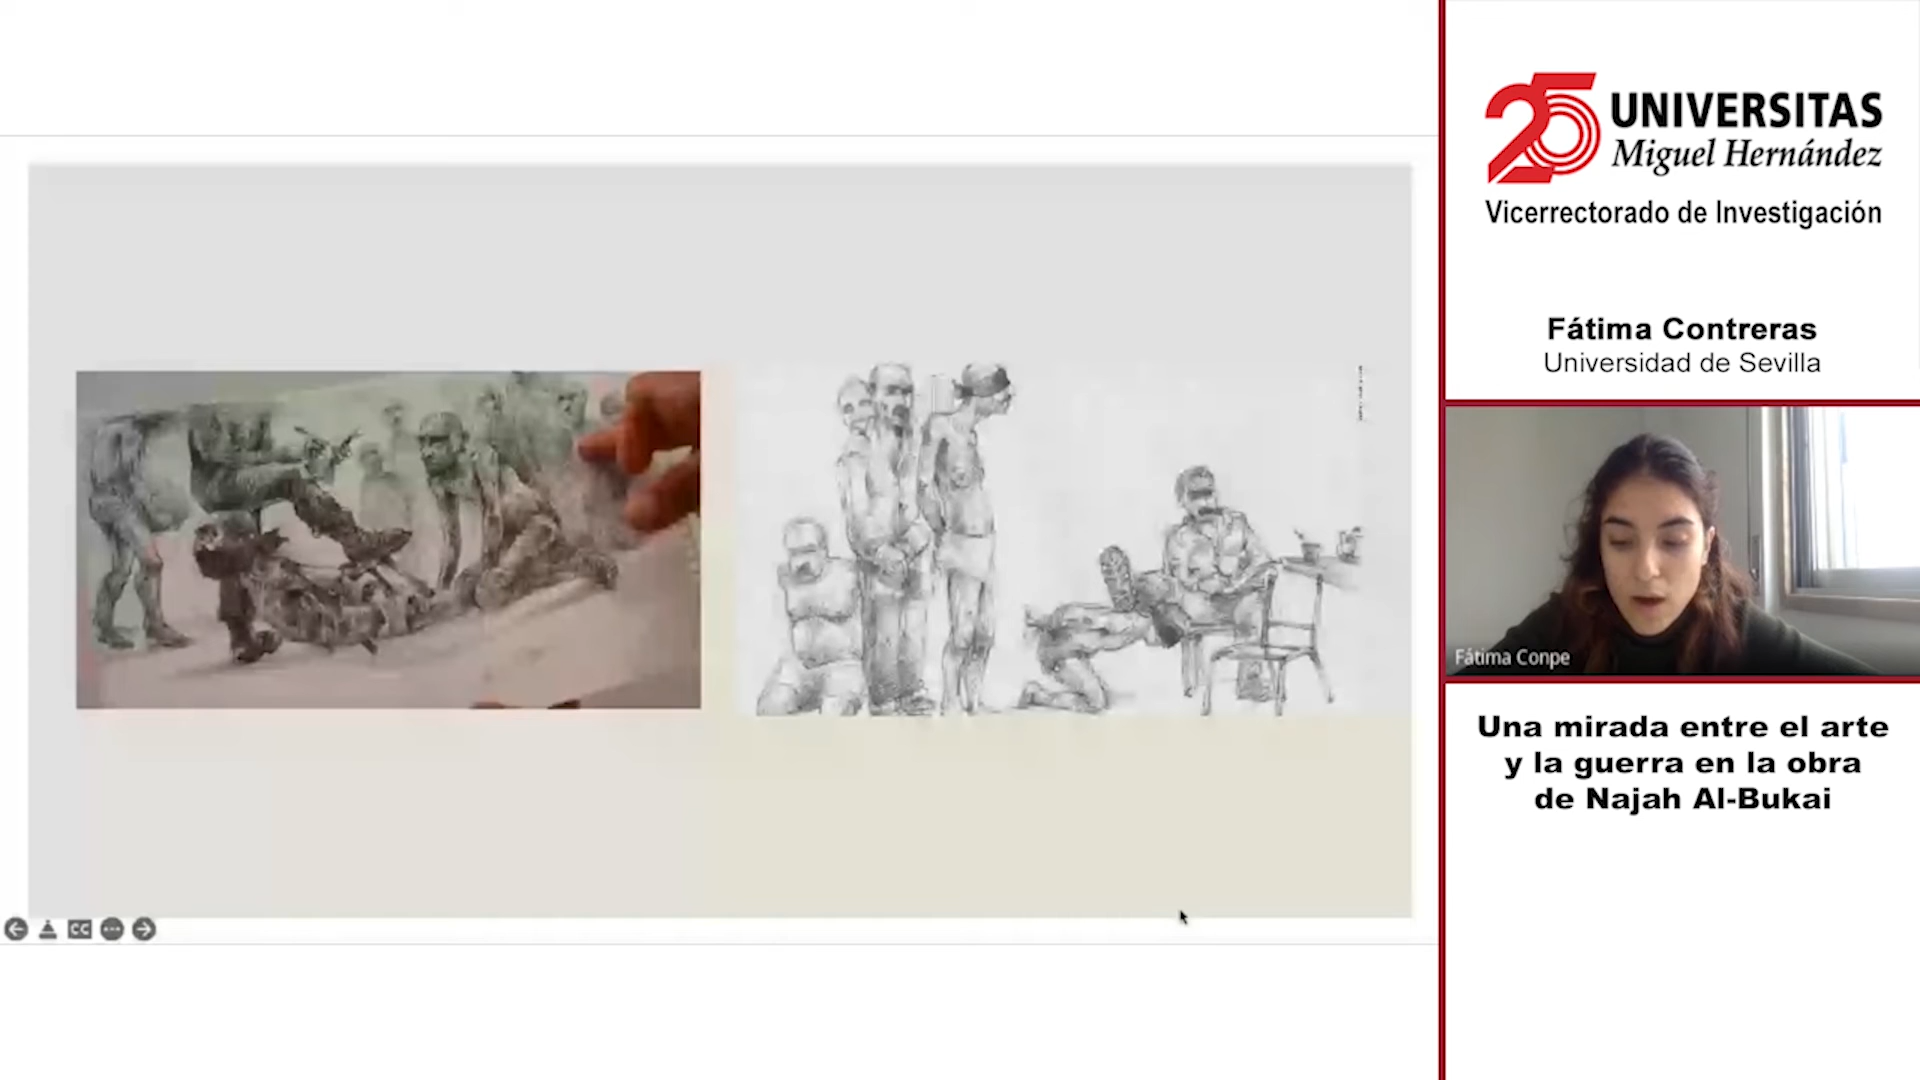 25 UNIVERSITAS
Miguel Hernández
Vicerrectorado de Investigación
Fátima Contreras
Universidad de Sevilla
Fátima Conpe
Una mirada entre el arte
y la guerra en la obra
de Najah Al-Bukai
CC